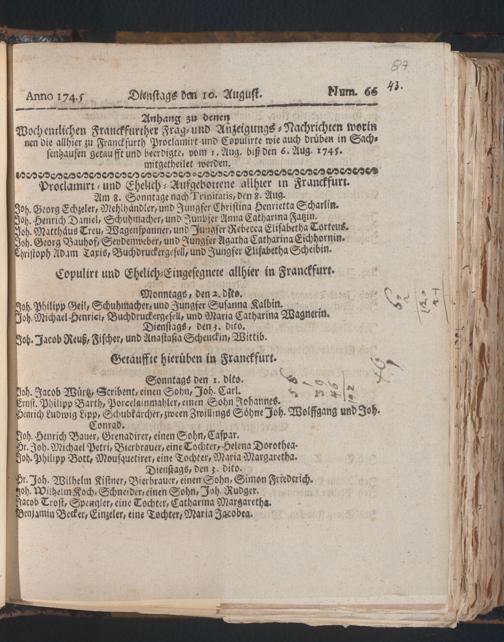 87
43.
Anno 1745 Dienstags den 10. August. Num. 66
Anhang zu denen
Wochentlichen Franckfurther Frag- und Anzeigungs-Nachrichten worin
nen die allhier zu Franckfurth Proclamirt und Copulirte wie auch drüben in Sach-
senhausen getaufft und beerdigte, vom 1. Aug. biß den 6. Aug. 1745.
mitgetheilet werden.
Proclamirt- und Ehelich-Aufgebottene allhier in Franckfurt.
Am 8. Sonntage nach Trinitatis, den 8. Aug.
Joh. Georg Echzeler, Mehlhändler, und Jungfer Christina Henrietta Scharlin.
Joh. Henrich Daniel, Schuhmacher, und Jungfer Anna Catharina Fatzin.
Joh. Matthäus Treu, Wagenspanner, und Jungfer Rebecca Elisabetha Torteus.
Joh. Georg Bauhof, Sendenweber, und Jungfer Agatha Catharina Eichhornin.
Christoph Adam Taxis, Buchdruckergesell, und Jungfer Elisabetha Scheibin.
Copulirt und Ehelich-Eingesegnete allhier in Franckfurt.
Monntags, den 2. dito.
Joh. Philipp Geil, Schuhmacher, und Jungfer Susanna Kalbin.
Joh. Michael Henrici, Buchdruckergesell, und Maria Catharina Wagnerin.
Dienstags, den 3. dito.
Joh. Jacob Reuß, Fischer, und Anastasia Schenckin, Wittib.
Getäuffte hierüben in Franckfurt.
Sonntags den 1. dito.
Joh. Jacob Würtz, Scribent, einen Sohn, Joh. Carl.
Ernst Philipp Barth, Porcelainmahler, einen Sohn Johannes.
Henrich Ludwig Lipp, Schubkärcher, zween Zwillings Söhne Joh. Wolffgang und Joh.
Conrad.
Joh. Henrich Bauer, Grenadirer, einen Sohn, Caspar.
Hr. Joh. Michael Petri, Bierbrauer, eine Tochter, Helena Dorothea.
Joh. Philipp Bott, Mousquetirer, eine Tochter, Maria Margaretha.
Dienstags, den 3. dito.
Hr. Joh. Wilhelm Kistner, Bierbrauer, einen Sohn, Simon Friederich.
Joh. Wilhelm Koch, Schneider, einen Sohn, Joh. Rudger.
Jacob Trost, Spengler, eine Tochter, Catharina Margaretha.
Benjamin Becker, Einzeler, eine Tochter, Maria Jacobea.